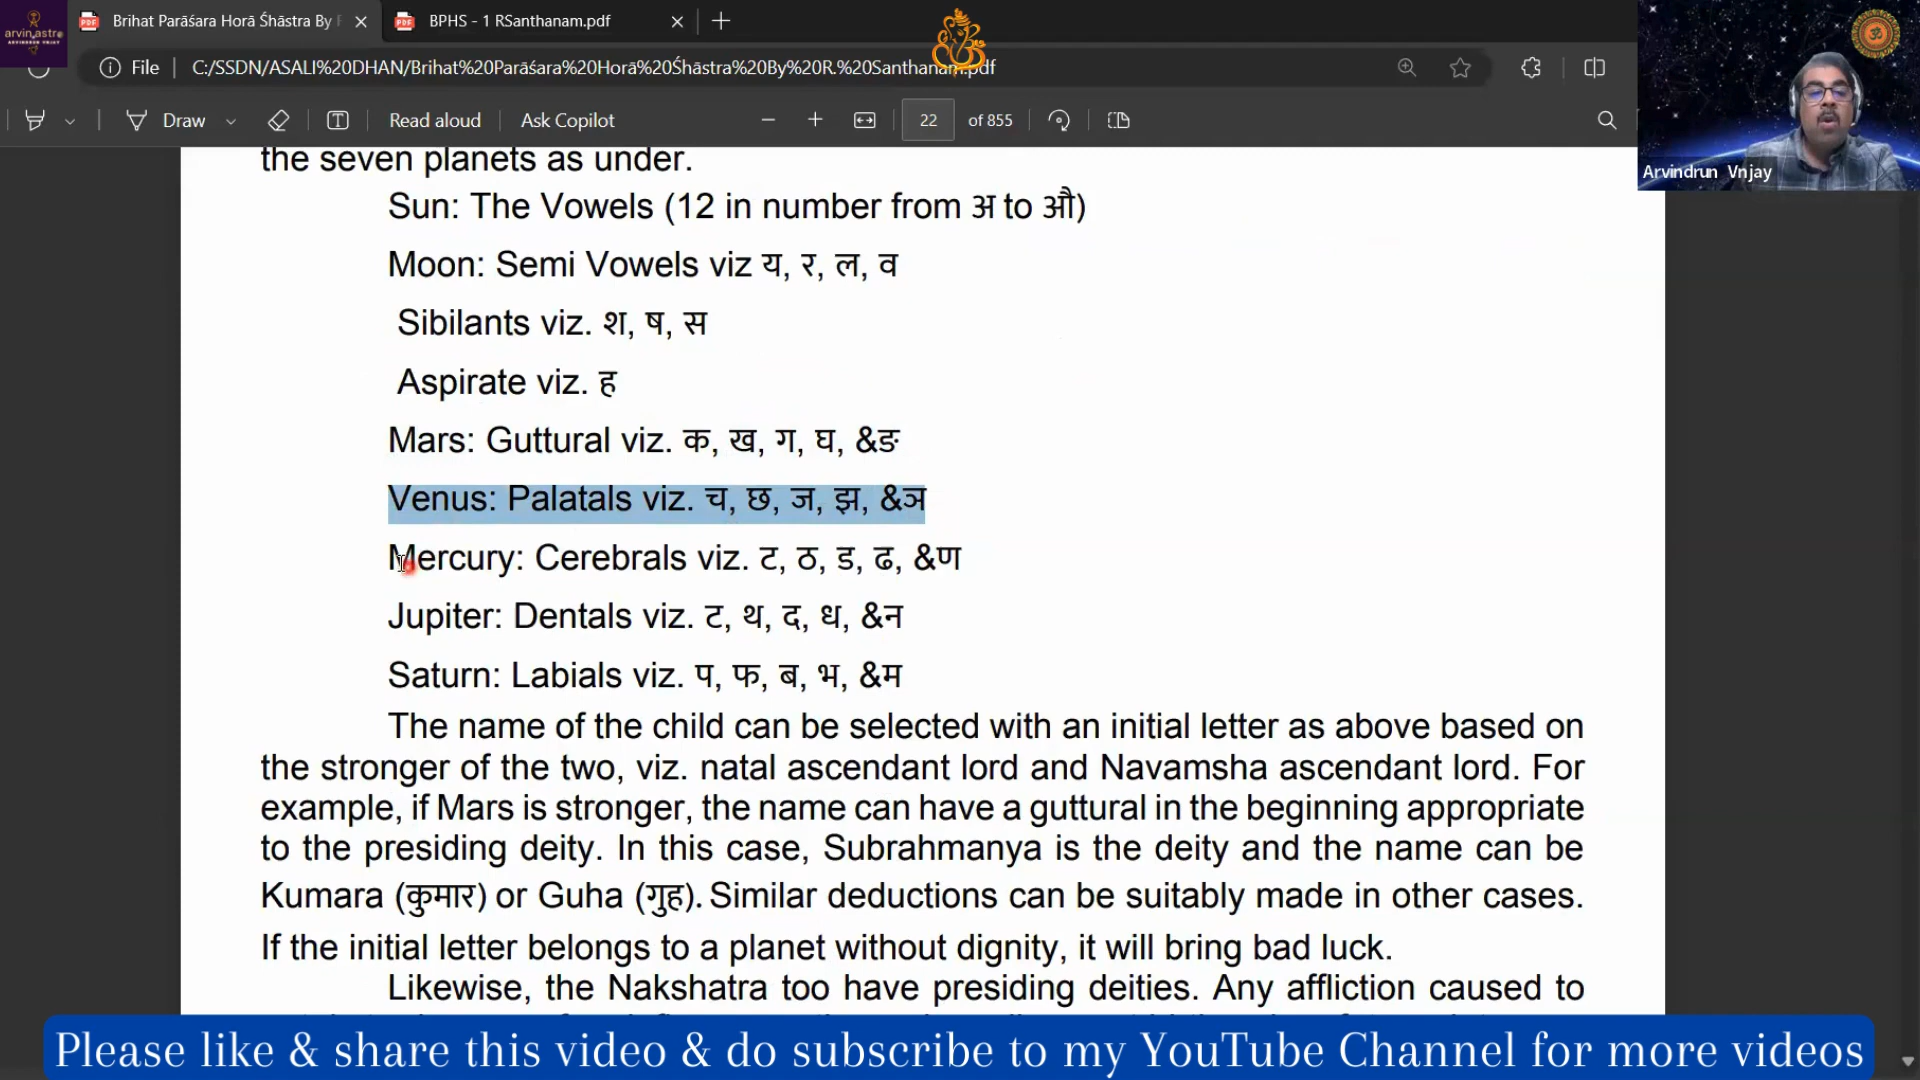 arvin astro
ARVINDRUN VNJAY
Brihat Parāśara Horā Śhāstra By R
BPHS - 1 RSanthanam.pdf
File
C:/SSDN/ASALI%20DHAN/Brihat%20Parāśara%20Horā%20Śhāstra%20By%20R.%20Santhanam.pdf
Draw
Read aloud
Ask Copilot
22
of 855
Arvindrun Vnjay
the seven planets as under.
Sun: The Vowels (12 in number from अ to औ)
Moon: Semi Vowels viz य, र, ल, व
Sibilants viz. श, ष, स
Aspirate viz. ह
Mars: Guttural viz. क, ख, ग, घ, &ङ
Venus: Palatals viz. च, छ, ज, झ, &ञ
Mercury: Cerebrals viz. ट, ठ, ड, ढ, &ण
Jupiter: Dentals viz. ट, थ, द, ध, &न
Saturn: Labials viz. प, फ, ब, भ, &म
The name of the child can be selected with an initial letter as above based on
the stronger of the two, viz. natal ascendant lord and Navamsha ascendant lord. For
example, if Mars is stronger, the name can have a guttural in the beginning appropriate
to the presiding deity. In this case, Subrahmanya is the deity and the name can be
Kumara (कुमार) or Guha (गुह). Similar deductions can be suitably made in other cases.
If the initial letter belongs to a planet without dignity, it will bring bad luck.
Likewise, the Nakshatra too have presiding deities. Any affliction caused to
Please like & share this video & do subscribe to my YouTube Channel for more videos